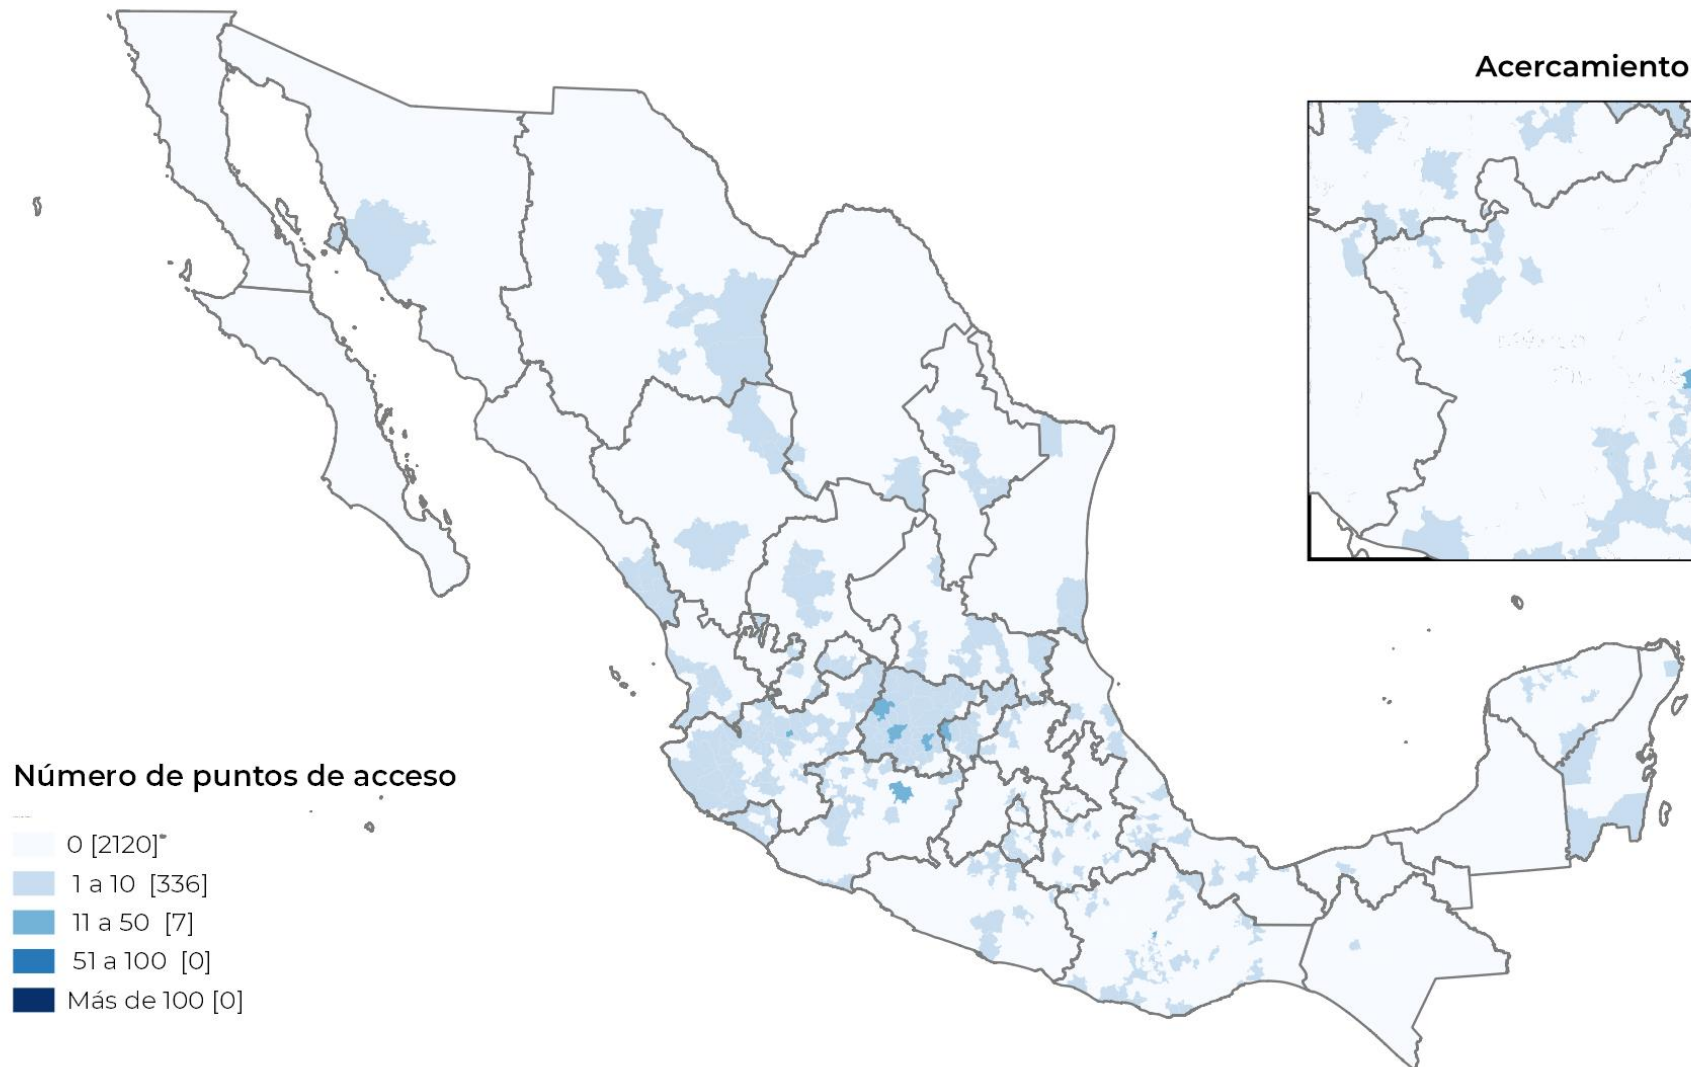 Acercamiento
Número de puntos de acceso
0 [2120]*
1 a 10 [336]
11 a 50 [7]
51 a 100 [0]
Más de 100 [0]